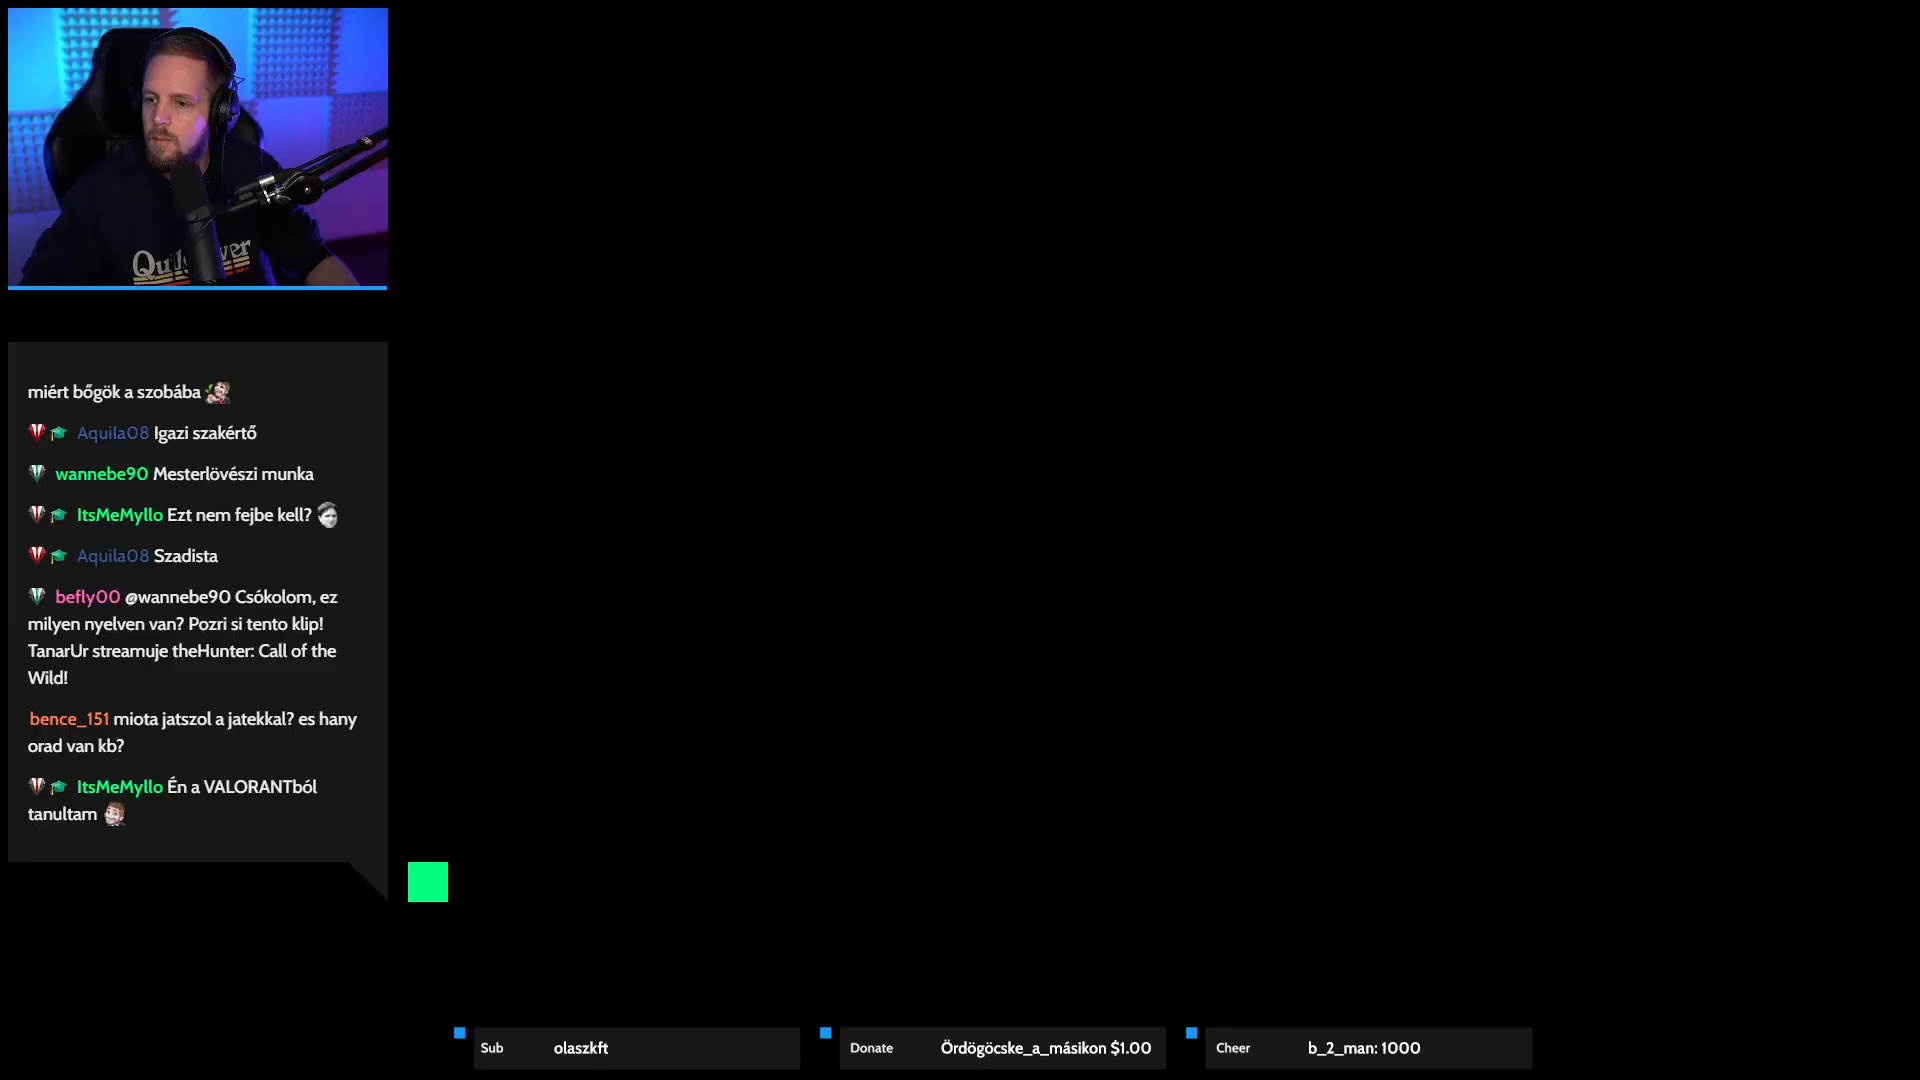 miért bőgök a szobába
Aquila08 Igazi szakértő
wannebe90 Mesterlövészi munka
ItsMeMyllo Ezt nem fejbe kell?
Aquila08 Szadista
befly00 @wannebe90 Csókolom, ez
milyen nyelven van? Pozri si tento klip!
TanarUr streamuje theHunter: Call of the
Wild!
bence_151 miota jatszol a jatekkal? es hany
orad van kb?
ItsMeMyllo Én a VALORANTból
tanultam
Sub olaszkft
Donate Ördögöcske_a_másikon $1.00
Cheer b_2_man: 1000